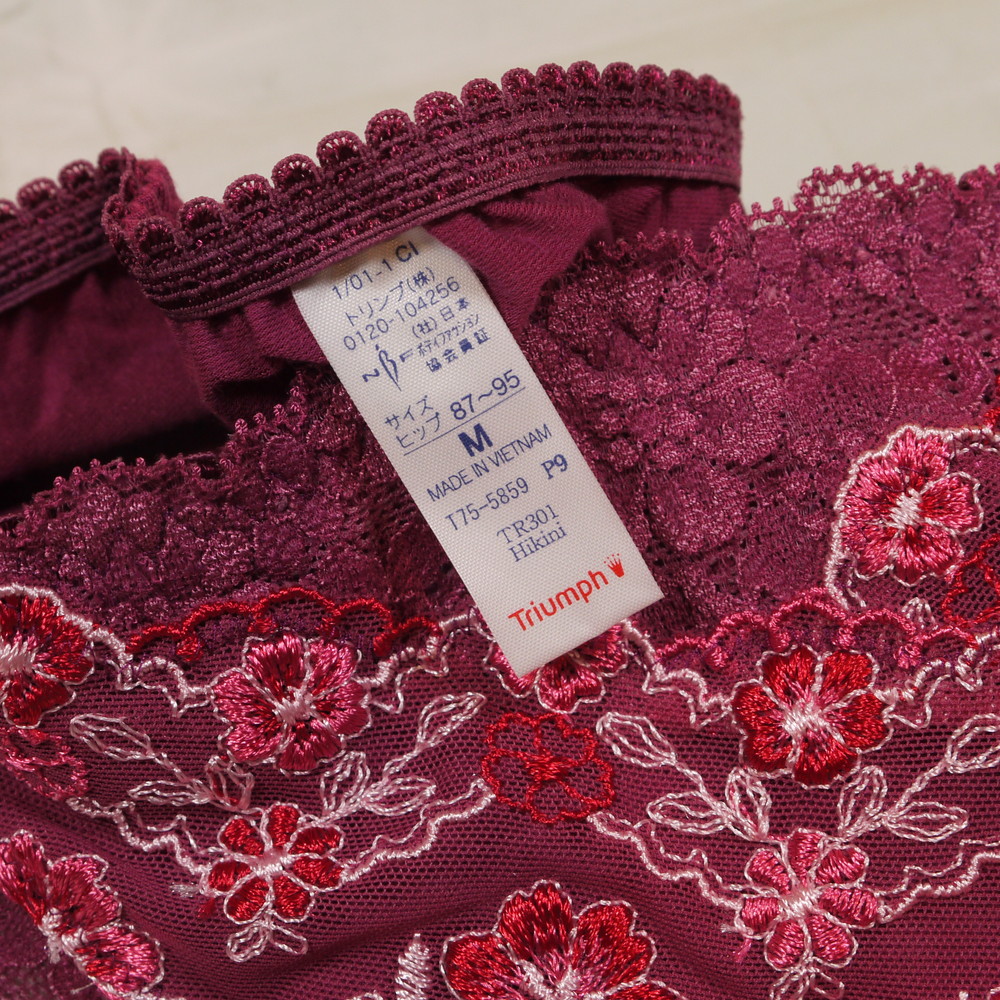 1/01-1 CI
トリンプ(株)
0120-104256
(社)日本
NBF ボディファッション
協会員証
サイズ
ヒップ 87~95
M
MADE IN VIETNAM
T75-5859 P9
TR301
Hikini
Triumph